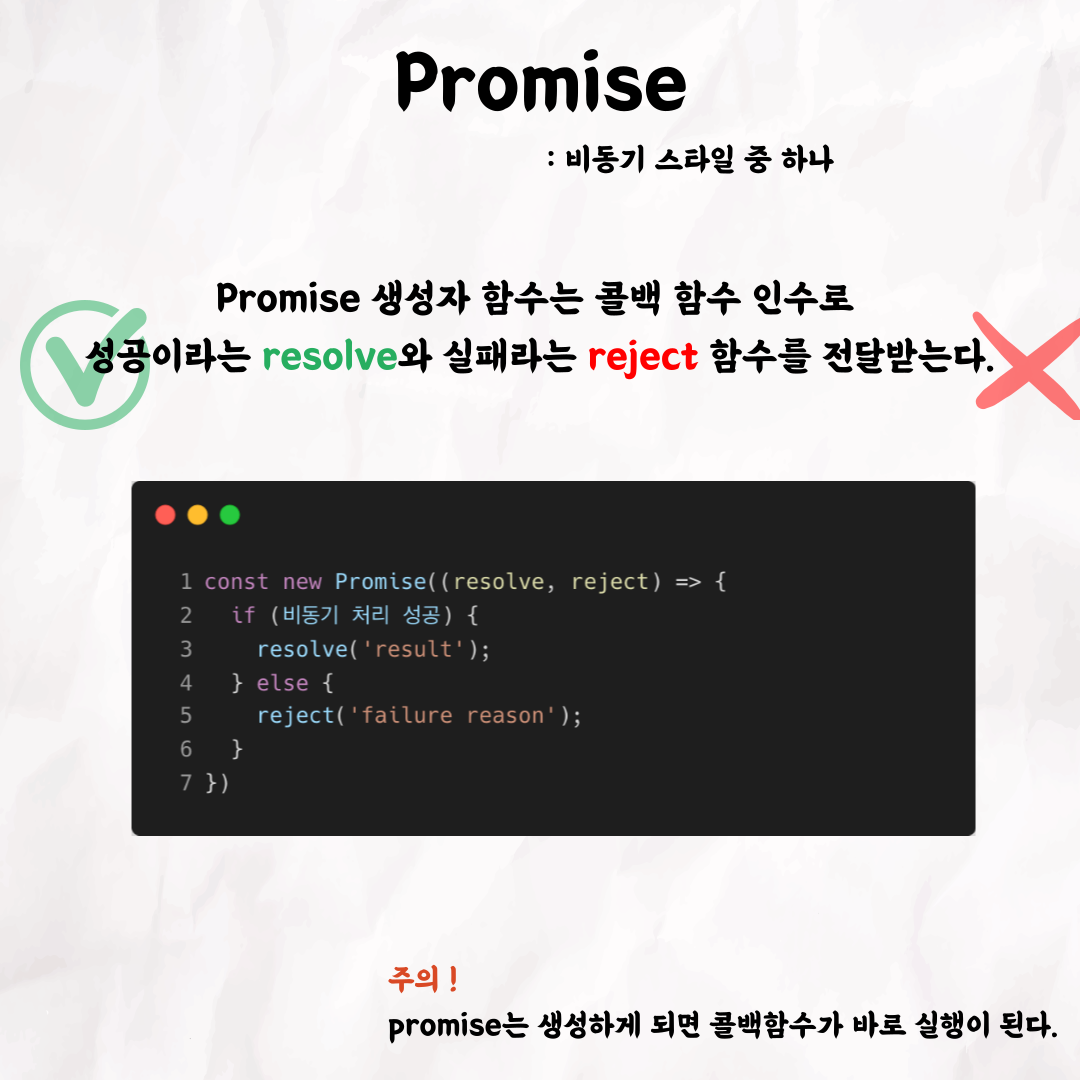 Promise
: 비동기 스타일 중 하나
Promise 생성자 함수는 콜백 함수 인수로
성공이라는 resolve와 실패라는 reject 함수를 전달받는다.
1 const new Promise((resolve, reject) => {
2   if (비동기 처리 성공) {
3     resolve('result');
4   } else {
5     reject('failure reason');
6   }
7 })
주의 !
promise는 생성하게 되면 콜백함수가 바로 실행이 된다.